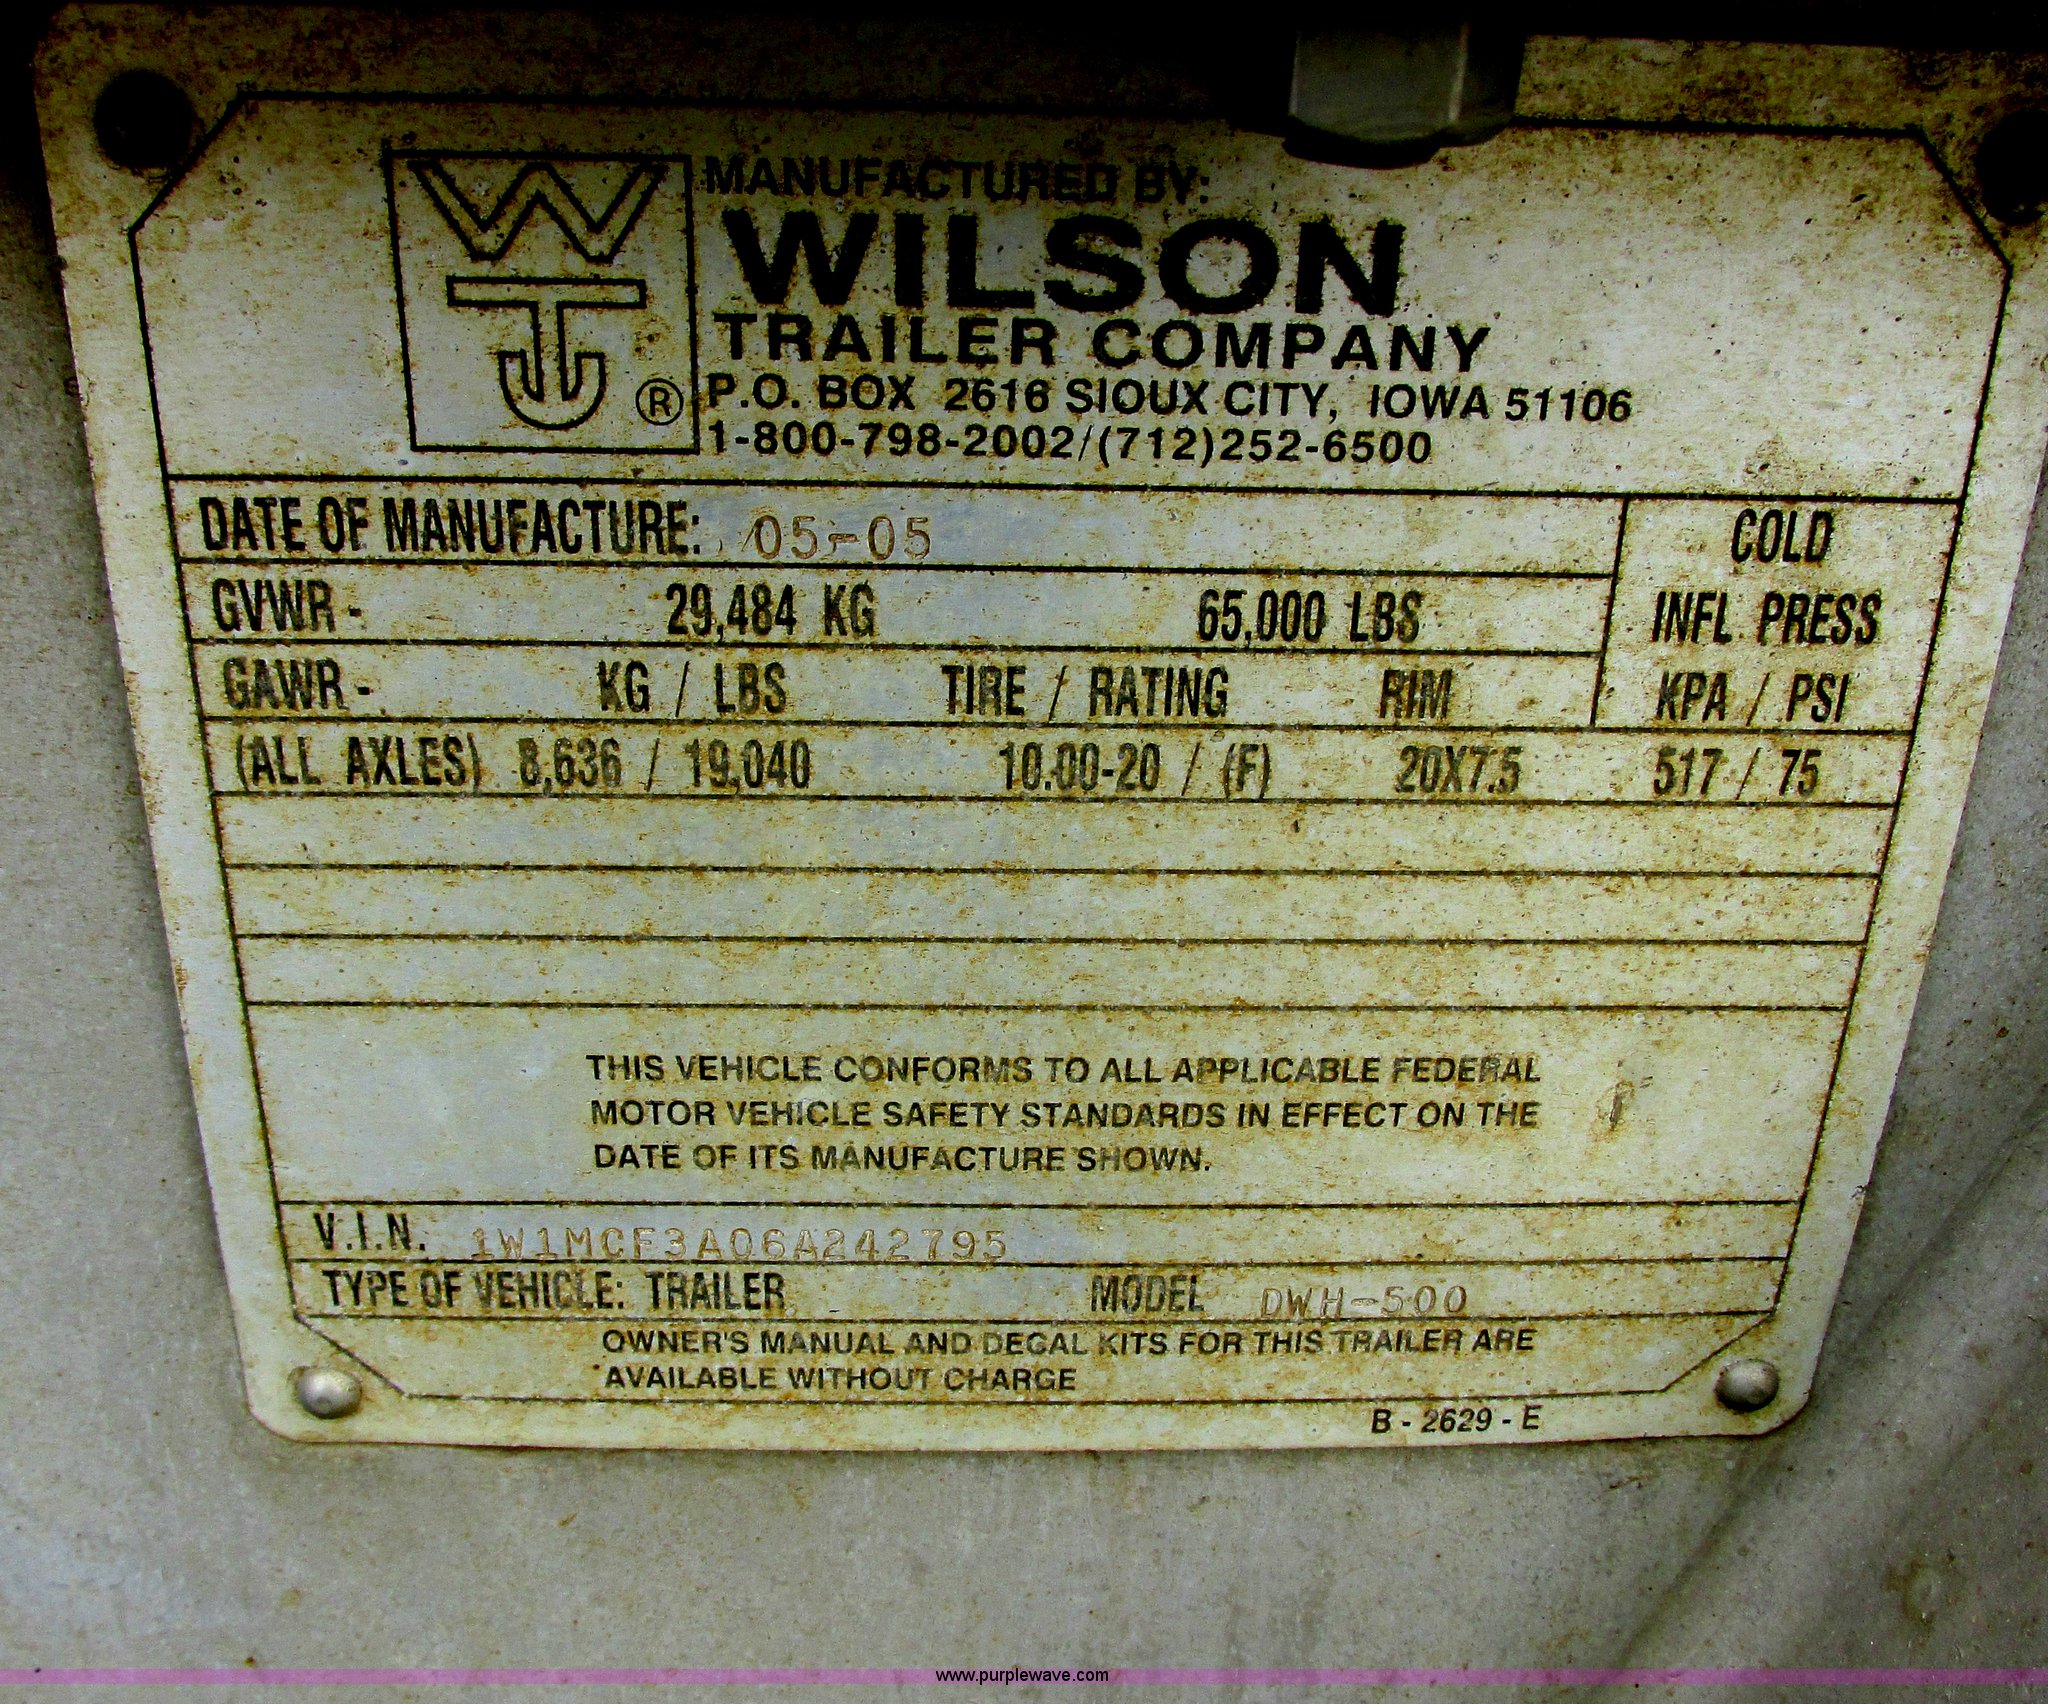 WT
®
MANUFACTURED BY:
WILSON
TRAILER COMPANY
P.O. BOX 2616 SIOUX CITY, IOWA 51106
1-800-798-2002/(712)252-6500
DATE OF MANUFACTURE: 05-05
COLD
GVWR - 29,484 KG 65,000 LBS
INFL PRESS
GAWR - KG / LBS TIRE / RATING RIM KPA / PSI
(ALL AXLES) 8,636 / 19,040 10.00-20 / (F) 20X7.5 517 / 75
THIS VEHICLE CONFORMS TO ALL APPLICABLE FEDERAL
MOTOR VEHICLE SAFETY STANDARDS IN EFFECT ON THE
DATE OF ITS MANUFACTURE SHOWN.
V.I.N. 1W1MCF3A06A242795
TYPE OF VEHICLE: TRAILER MODEL DWH-500
OWNER'S MANUAL AND DECAL KITS FOR THIS TRAILER ARE
AVAILABLE WITHOUT CHARGE
B - 2629 - E
www.purplewave.com